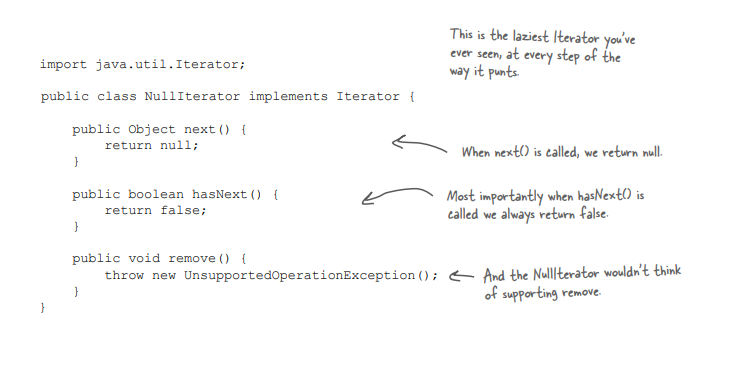 This is the laziest Iterator you've
ever seen, at every step of the
way it punts.
import java.util.Iterator;
public class NullIterator implements Iterator {
public Object next() {
return null;
}
When next() is called, we return null.
public boolean hasNext() {
return false;
}
Most importantly when hasNext() is
called we always return false.
public void remove() {
throw new UnsupportedOperationException();
}
And the NullIterator wouldn't think
of supporting remove.
}